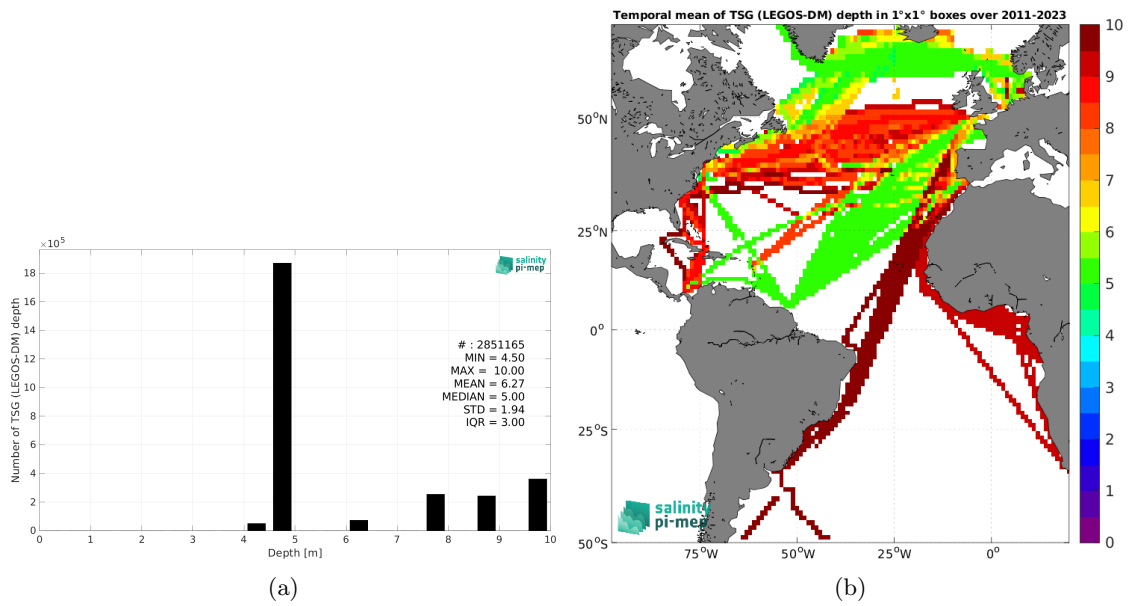 ×10⁵
18
16
14
12
10
8
6
4
2
0
Number of TSG (LEGOS-DM) depth
salinity
pi-mep
# : 2851165
MIN = 4.50
MAX = 10.00
MEAN = 6.27
MEDIAN = 5.00
STD = 1.94
IQR = 3.00
0 1 2 3 4 5 6 7 8 9 10
Depth [m]
(a)
Temporal mean of TSG (LEGOS-DM) depth in 1°x1° boxes over 2011-2023
50°N
25°N
0°
25°S
50°S
75°W 50°W 25°W 0°
salinity
pi-mep
10
9
8
7
6
5
4
3
2
1
0
(b)